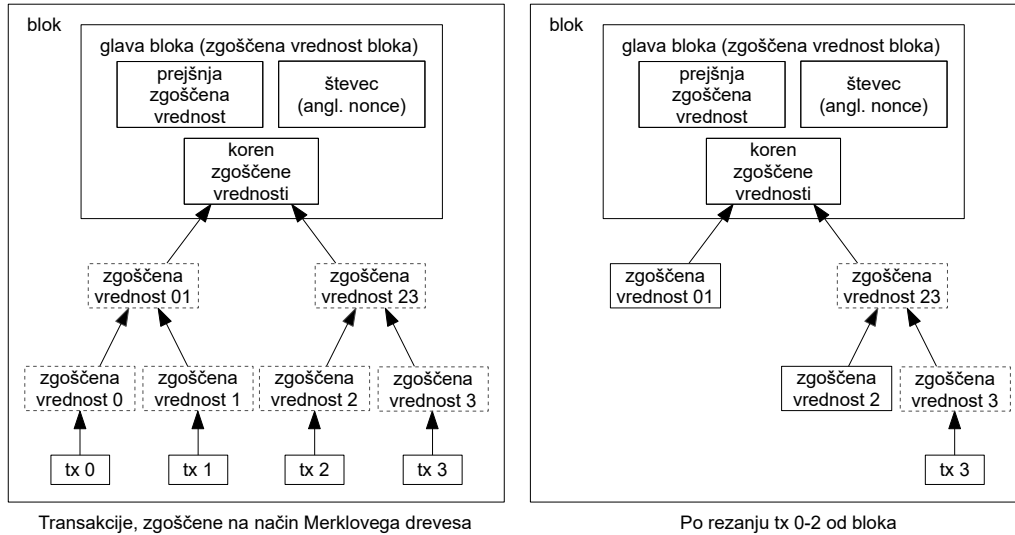 blok
glava bloka (zgoščena vrednost bloka)
prejšnja
zgoščena
vrednost
števec
(angl. nonce)
koren
zgoščene
vrednosti
zgoščena
vrednost 01
zgoščena
vrednost 23
zgoščena
vrednost 0
zgoščena
vrednost 1
zgoščena
vrednost 2
zgoščena
vrednost 3
tx 0
tx 1
tx 2
tx 3
Transakcije, zgoščene na način Merklovega drevesa
blok
glava bloka (zgoščena vrednost bloka)
prejšnja
zgoščena
vrednost
števec
(angl. nonce)
koren
zgoščene
vrednosti
zgoščena
vrednost 01
zgoščena
vrednost 23
zgoščena
vrednost 2
zgoščena
vrednost 3
tx 3
Po rezanju tx 0-2 od bloka